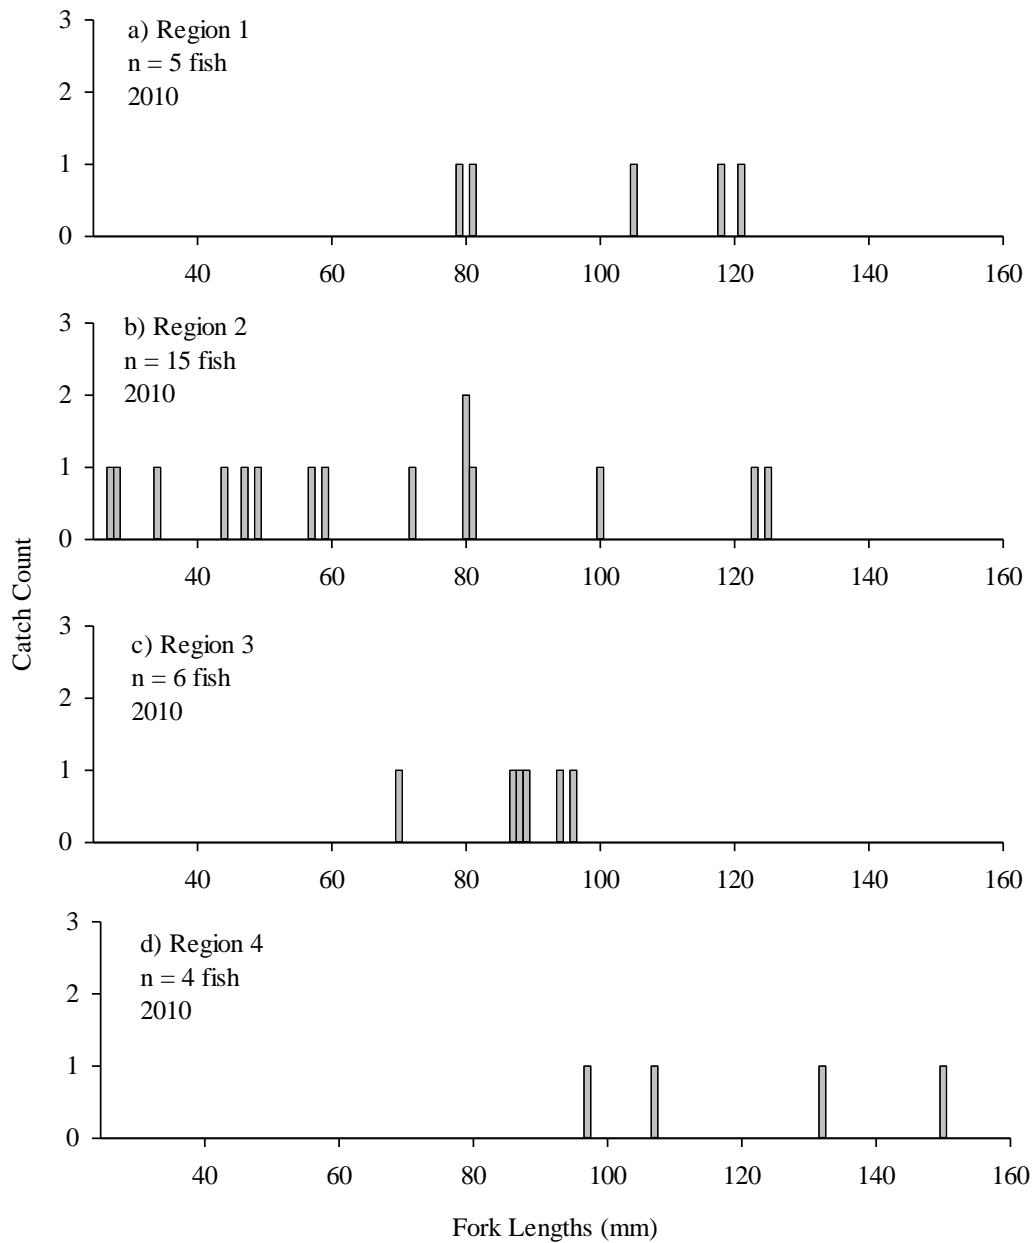 3
a) Region 1
n = 5 fish
2010
2
1
0
40 60 80 100 120 140 160
3
b) Region 2
n = 15 fish
2010
2
1
0
40 60 80 100 120 140 160
Catch Count
3
c) Region 3
n = 6 fish
2010
2
1
0
40 60 80 100 120 140 160
3
d) Region 4
n = 4 fish
2010
2
1
0
40 60 80 100 120 140 160
Fork Lengths (mm)